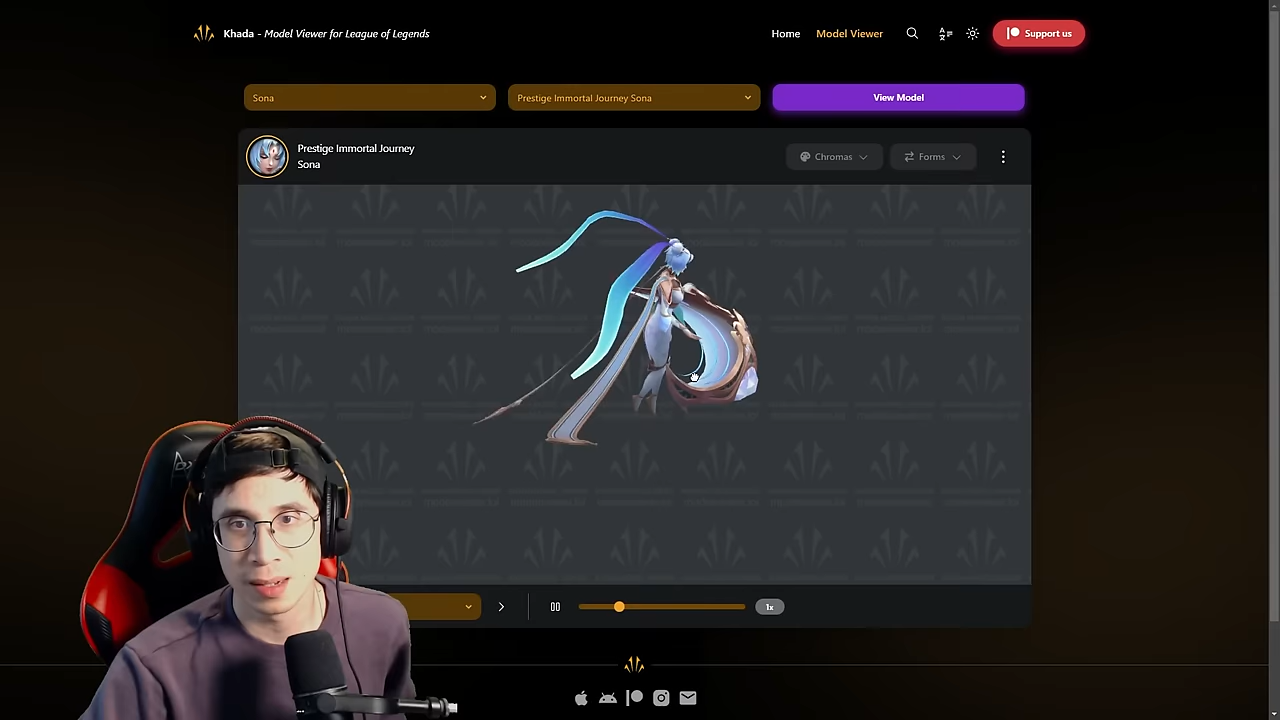 Khada - Model Viewer for League of Legends
Home
Model Viewer
Support us
Sona
Prestige Immortal Journey Sona
View Model
Prestige Immortal Journey
Sona
Chromas
Forms
1x